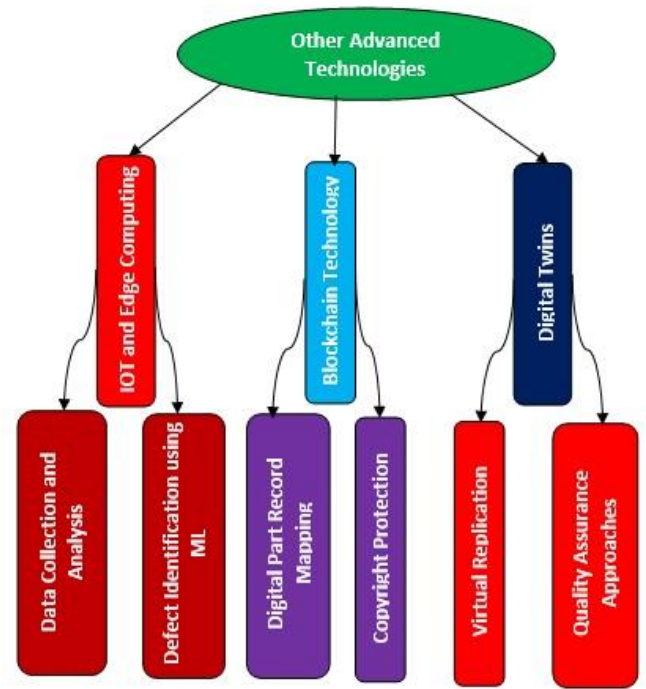 Other Advanced
Technologies
IOT and Edge Computing
Blockchain Technology
Digital Twins
Data Collection and
Analysis
Defect Identification using
ML
Digital Part Record
Mapping
Copyright Protection
Virtual Replication
Quality Assurance
Approaches